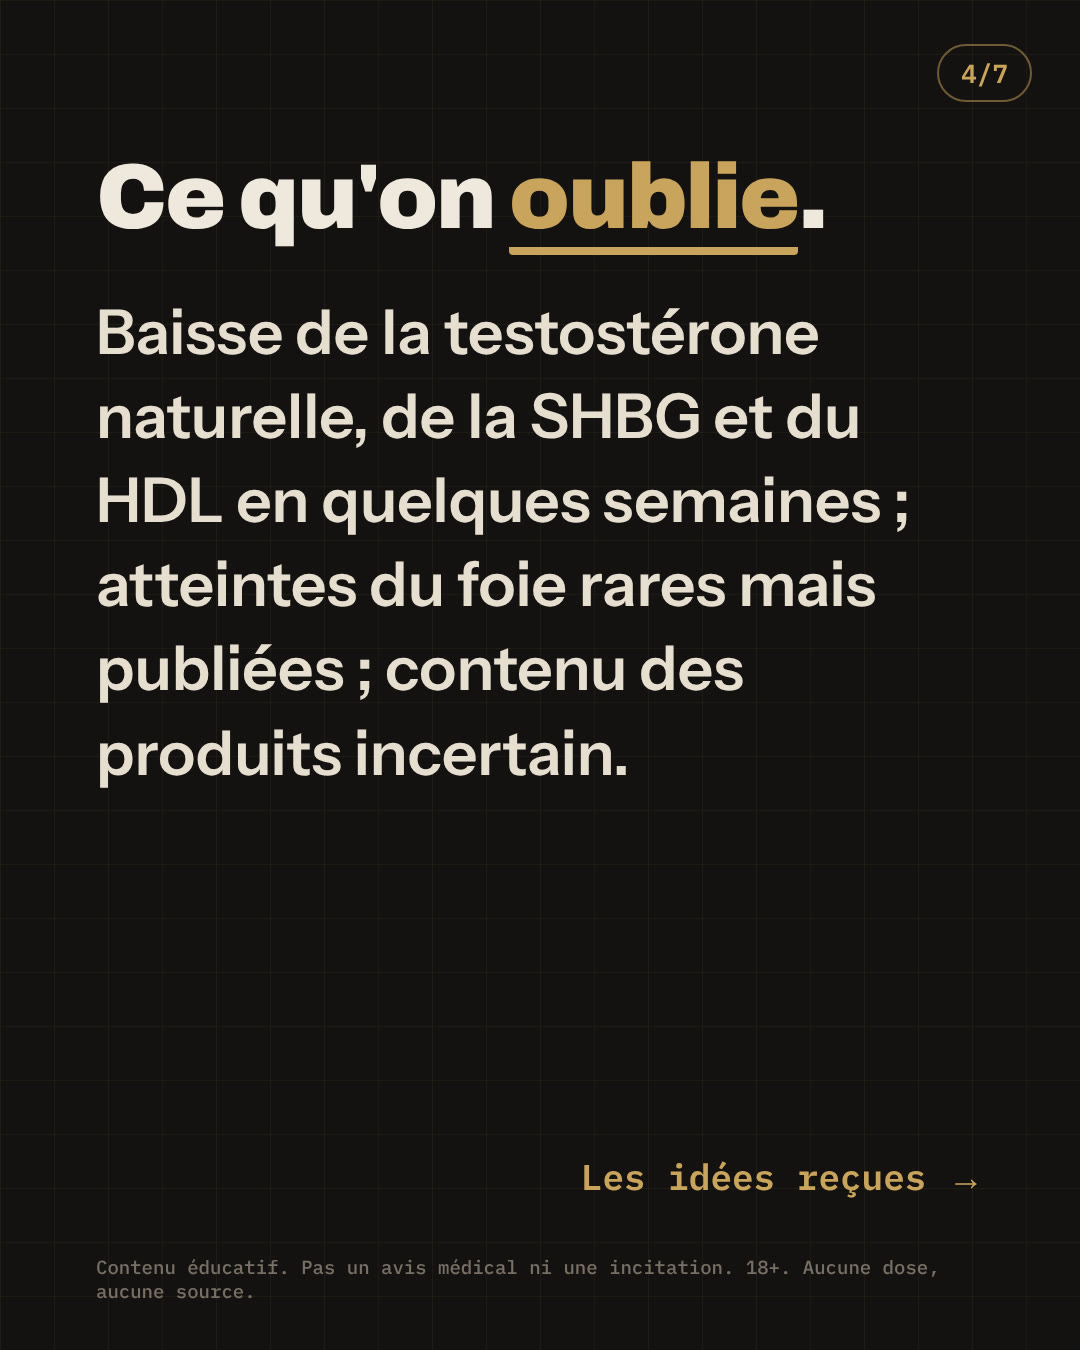 4/7
Ce qu'on oublie.
Baisse de la testostérone
naturelle, de la SHBG et du
HDL en quelques semaines ;
atteintes du foie rares mais
publiées ; contenu des
produits incertain.
Les idées reçues →
Contenu éducatif. Pas un avis médical ni une incitation. 18+. Aucune dose,
aucune source.